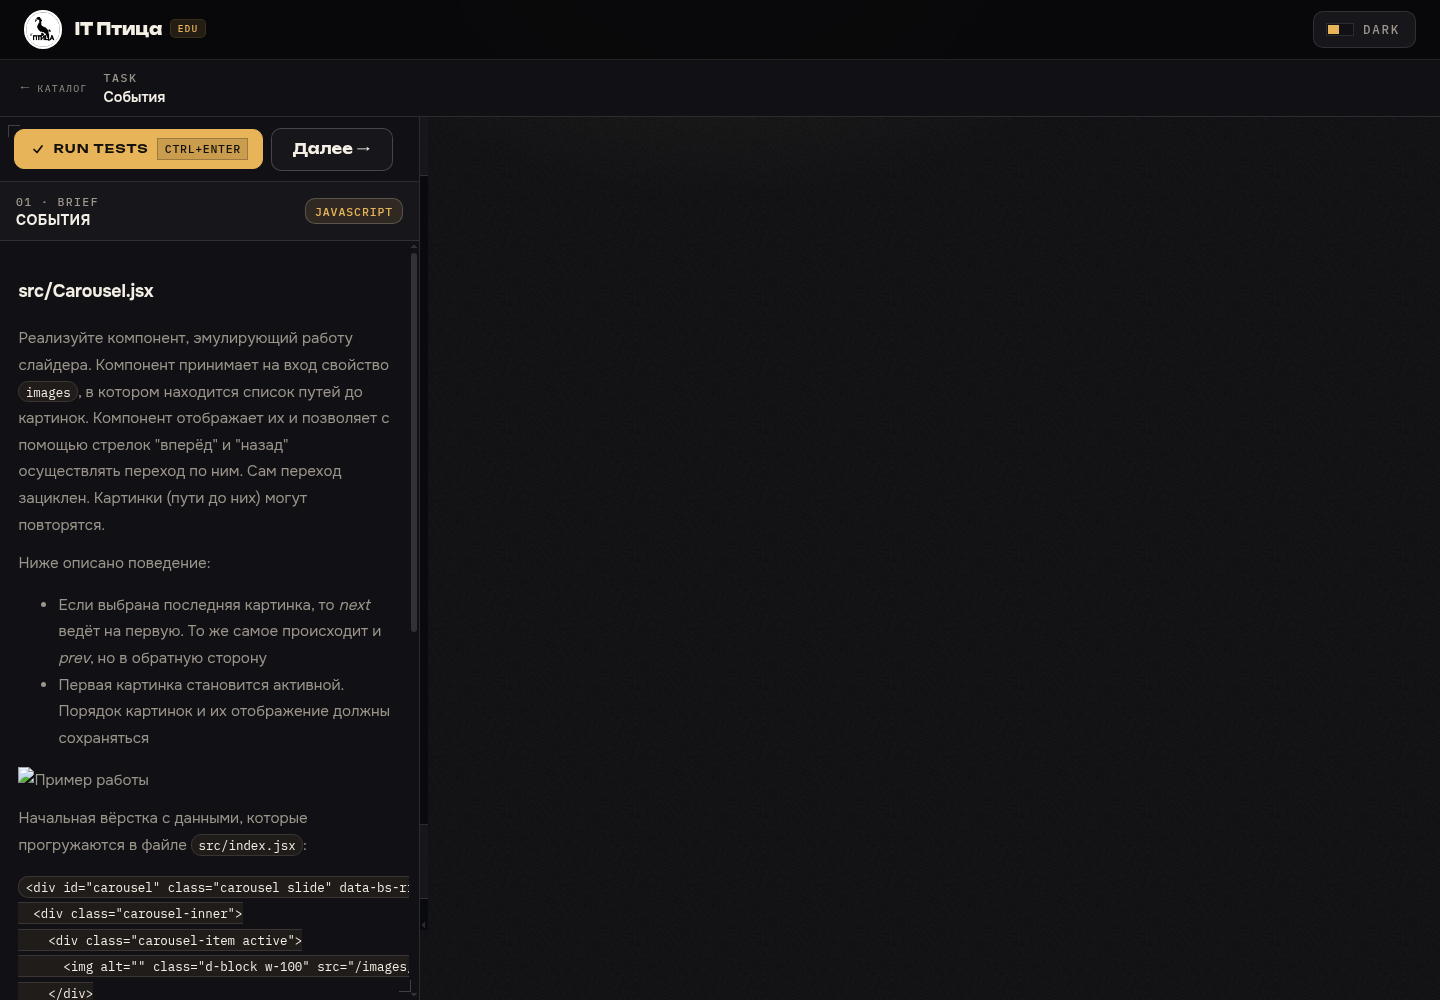 IT Птица EDU
DARK
← КАТАЛОГ
TASK
События
RUN TESTS CTRL+ENTER
Далее →
01 · BRIEF
СОБЫТИЯ
JAVASCRIPT
src/Carousel.jsx
Реализуйте компонент, эмулирующий работу
слайдера. Компонент принимает на вход свойство
images, в котором находится список путей до
картинок. Компонент отображает их и позволяет с
помощью стрелок "вперёд" и "назад"
осуществлять переход по ним. Сам переход
зациклен. Картинки (пути до них) могут
повторятся.
Ниже описано поведение:
Если выбрана последняя картинка, то next
ведёт на первую. То же самое происходит и
prev, но в обратную сторону
Первая картинка становится активной.
Порядок картинок и их отображение должны
сохраняться
Пример работы
Начальная вёрстка с данными, которые
прогружаются в файле src/index.jsx:
<div id="carousel" class="carousel slide" data-bs-ri
<div class="carousel-inner">
<div class="carousel-item active">
<img alt="" class="d-block w-100" src="/images/
</div>